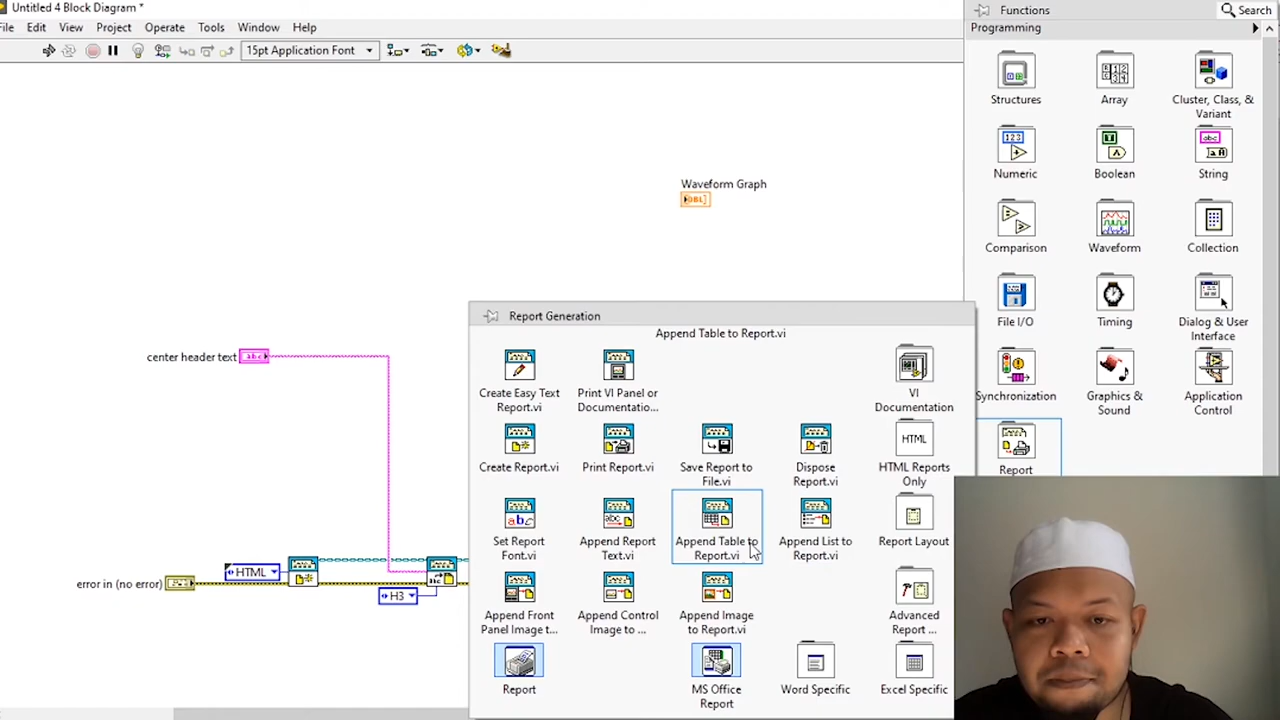 Untitled 4 Block Diagram *
File Edit View Project Operate Tools Window Help
15pt Application Font
Functions
Search
Programming
Structures
Array
Cluster, Class, &
Variant
Numeric
Boolean
String
Comparison
Waveform
Collection
File I/O
Timing
Dialog & User
Interface
Synchronization
Graphics &
Sound
Application
Control
Report
Waveform Graph
center header text
abc
error in (no error)
HTML
H3
Report Generation
Append Table to Report.vi
Create Easy Text
Report.vi
Print VI Panel or
Documentatio...
VI
Documentation
Create Report.vi
Print Report.vi
Save Report to
File.vi
Dispose
Report.vi
HTML
HTML Reports
Only
Set Report
Font.vi
Append Report
Text.vi
Append Table to
Report.vi
Append List to
Report.vi
Report Layout
Append Front
Panel Image t...
Append Control
Image to ...
Append Image
to Report.vi
Advanced
Report ...
Report
MS Office
Report
Word Specific
Excel Specific